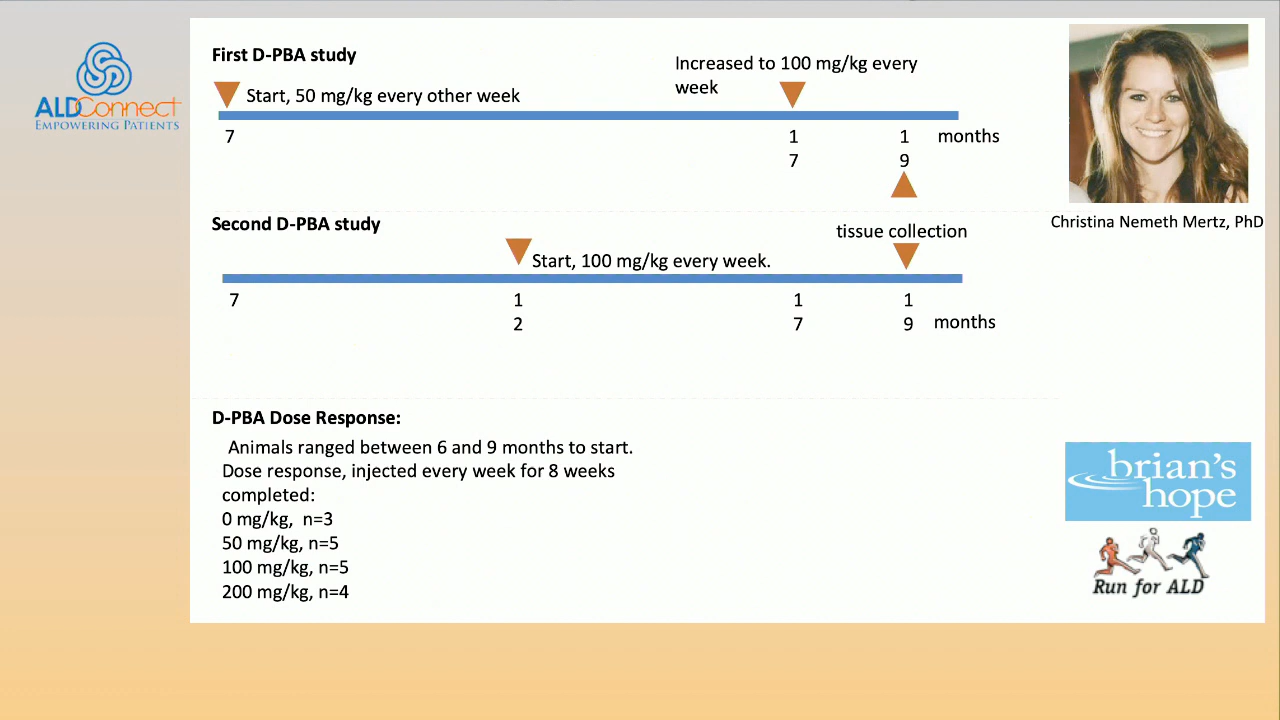 ALDConnect
EMPOWERING PATIENTS
First D-PBA study
Increased to 100 mg/kg every
week
Start, 50 mg/kg every other week
7
1
7
1
9
months
Christina Nemeth Mertz, PhD
Second D-PBA study
tissue collection
Start, 100 mg/kg every week.
7
1
2
1
7
1
9
months
D-PBA Dose Response:
Animals ranged between 6 and 9 months to start.
Dose response, injected every week for 8 weeks
completed:
0 mg/kg,  n=3
50 mg/kg, n=5
100 mg/kg, n=5
200 mg/kg, n=4
brian's
hope
Run for ALD